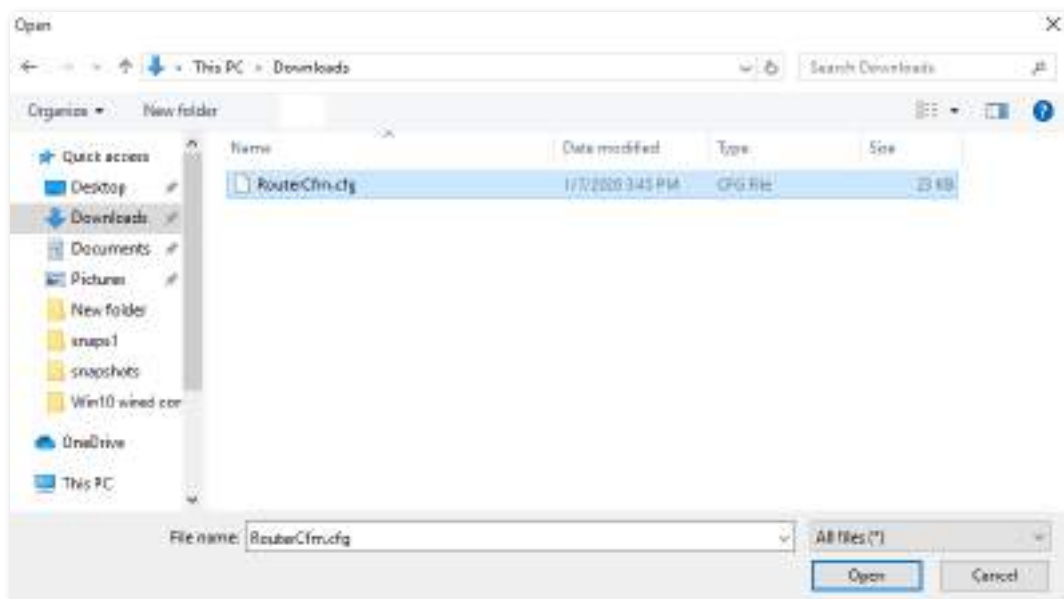 Open
This PC > Downloads
Search Downloads
Organize
New folder
Name
Date modified
Type
Size
Quick access
Desktop
Downloads
Documents
Pictures
New folder
snaps1
snapshots
Win10 wired con
OneDrive
This PC
RouterCfm.cfg
1/7/2020 3:45 PM
CFG File
23 KB
File name:
RouterCfm.cfg
All files (*)
Open
Cancel